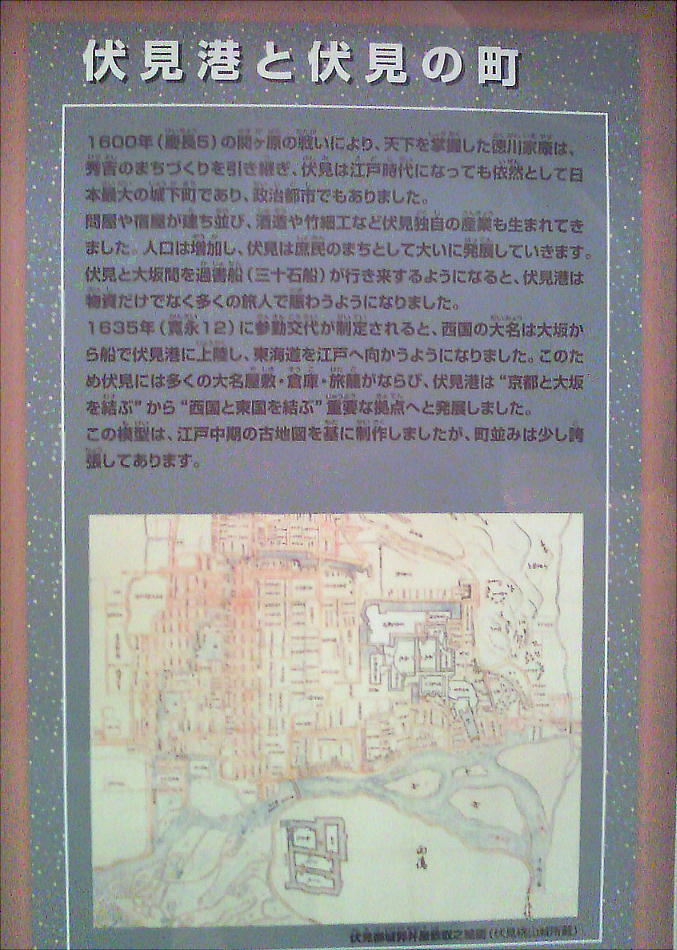 伏見港と伏見の町
1600年(慶長5)の関ヶ原の戦いにより、天下を掌握した徳川家康は、
秀吉のまちづくりを引き継ぎ、伏見は江戸時代になっても依然として日
本最大の城下町であり、政治都市でもありました。
問屋や宿屋が建ち並び、酒造や竹細工など伏見独自の産業も生まれてき
ました。人口は増加し、伏見は庶民のまちとして大いに発展していきます。
伏見と大坂間を過書船(三十石船)が行き来するようになると、伏見港は
物資だけでなく多くの旅人で賑わうようになりました。
1635年(寛永12)に参勤交代が制定されると、西国の大名は大坂か
ら船で伏見港に上陸し、東海道を江戸へ向かうようになりました。このた
め伏見には多くの大名屋敷・倉庫・旅籠がならび、伏見港は“京都と大坂
を結ぶ”から“西国と東国を結ぶ”重要な拠点へと発展しました。
この模型は、江戸中期の古地図を基に制作しましたが、町並みは少し誇
張してあります。